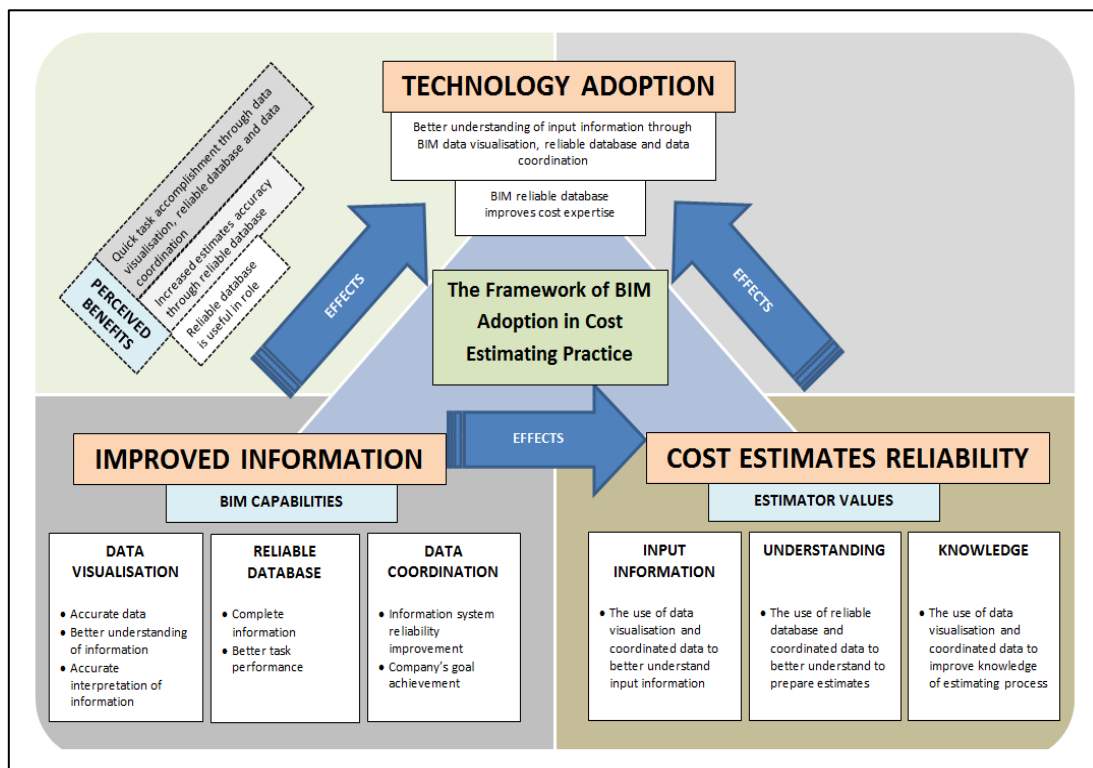 TECHNOLOGY ADOPTION
Better understanding of input information through
BIM data visualisation, reliable database and data
coordination
BIM reliable database
improves cost expertise
PERCEIVED
BENEFITS
Quick task accomplishment through data
visualisation, reliable database and data
coordination
Increased estimates accuracy
through reliable database
Reliable database
is useful in role
EFFECTS
EFFECTS
The Framework of BIM
Adoption in Cost
Estimating Practice
EFFECTS
IMPROVED INFORMATION
BIM CAPABILITIES
DATA
VISUALISATION
• Accurate data
• Better understanding
of information
• Accurate
interpretation of
information
RELIABLE
DATABASE
• Complete
information
• Better task
performance
DATA
COORDINATION
• Information system
reliability
improvement
• Company's goal
achievement
COST ESTIMATES RELIABILITY
ESTIMATOR VALUES
INPUT
INFORMATION
• The use of data
visualisation and
coordinated data to
better understand
input information
UNDERSTANDING
• The use of reliable
database and
coordinated data to
better understand to
prepare estimates
KNOWLEDGE
• The use of data
visualisation and
coordinated data to
improve knowledge
of estimating process